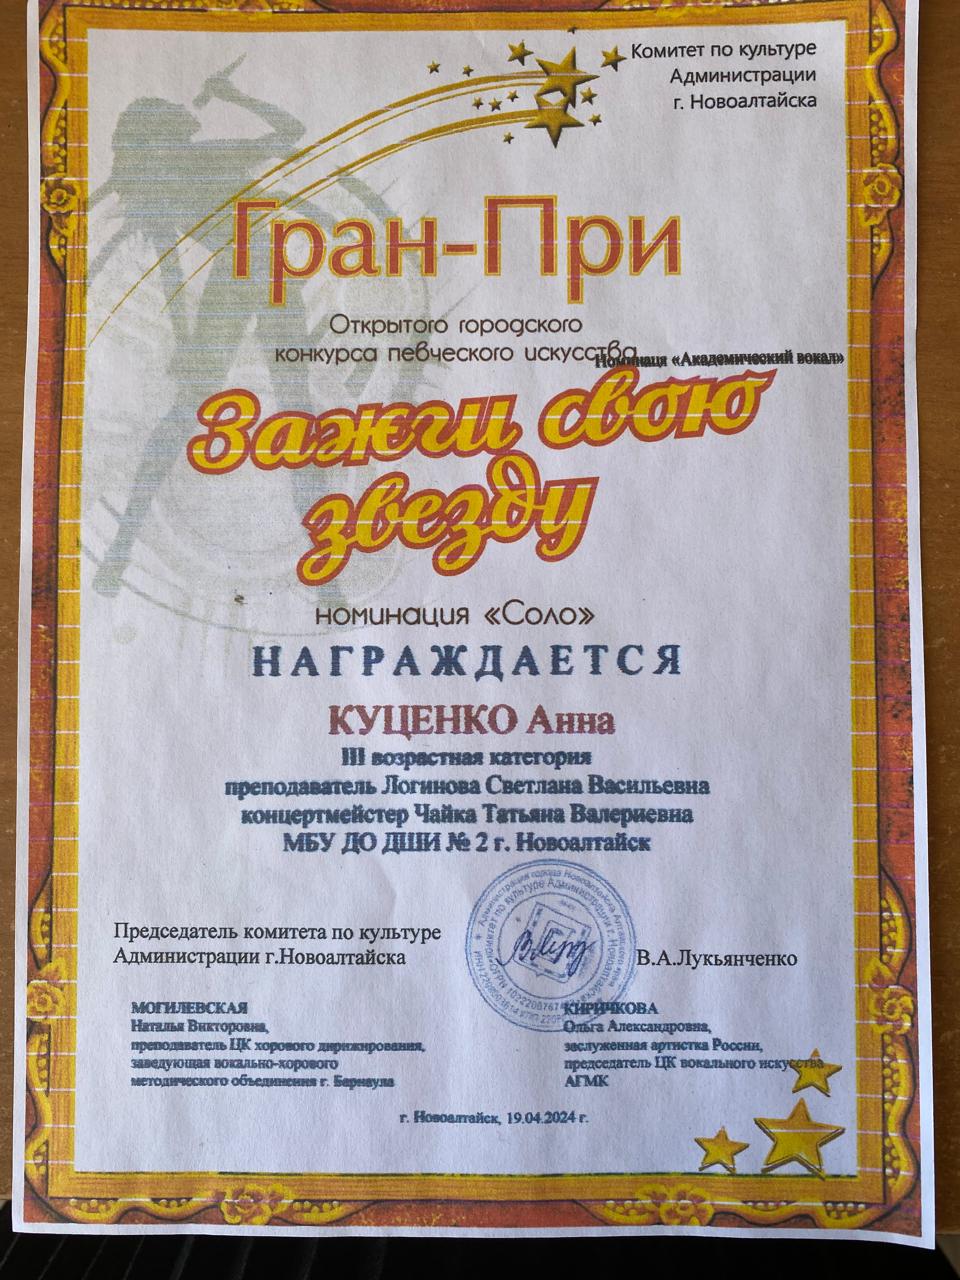 Комитет по культуре
Администрации
г. Новоалтайска
Гран-При
Открытого городского
конкурса певческого искусства
Номинаця «Академический вокал»
Зажги свою
звезду
номинация «Соло»
НАГРАЖДАЕТСЯ
КУЦЕНКО Анна
III возрастная категория
преподаватель Логинова Светлана Васильевна
концертмейстер Чайка Татьяна Валериевна
МБУ ДО ДШИ № 2 г. Новоалтайск
Председатель комитета по культуре
Администрации г.Новоалтайска
В.А.Лукьянченко
МОГИЛЕВСКАЯ
Наталья Викторовна,
преподаватель ЦК хорового дирижирования,
заведующая вокально-хорового
методического объединения г. Барнаула
КИРИЧКОВА
Ольга Александровна,
заслуженная артистка России,
председатель ЦК вокального искусства
АГМК
г. Новоалтайск, 19.04.2024 г.